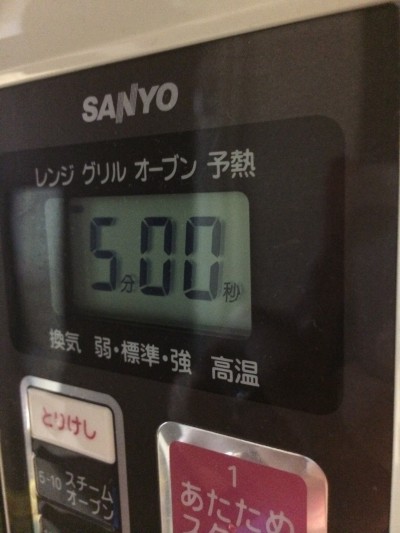 SANYO
レンジ グリル オーブン 予熱
5分00秒
換気 弱・標準・強 高温
とりけし
6-10 スチーム
オーブン
1
あたため